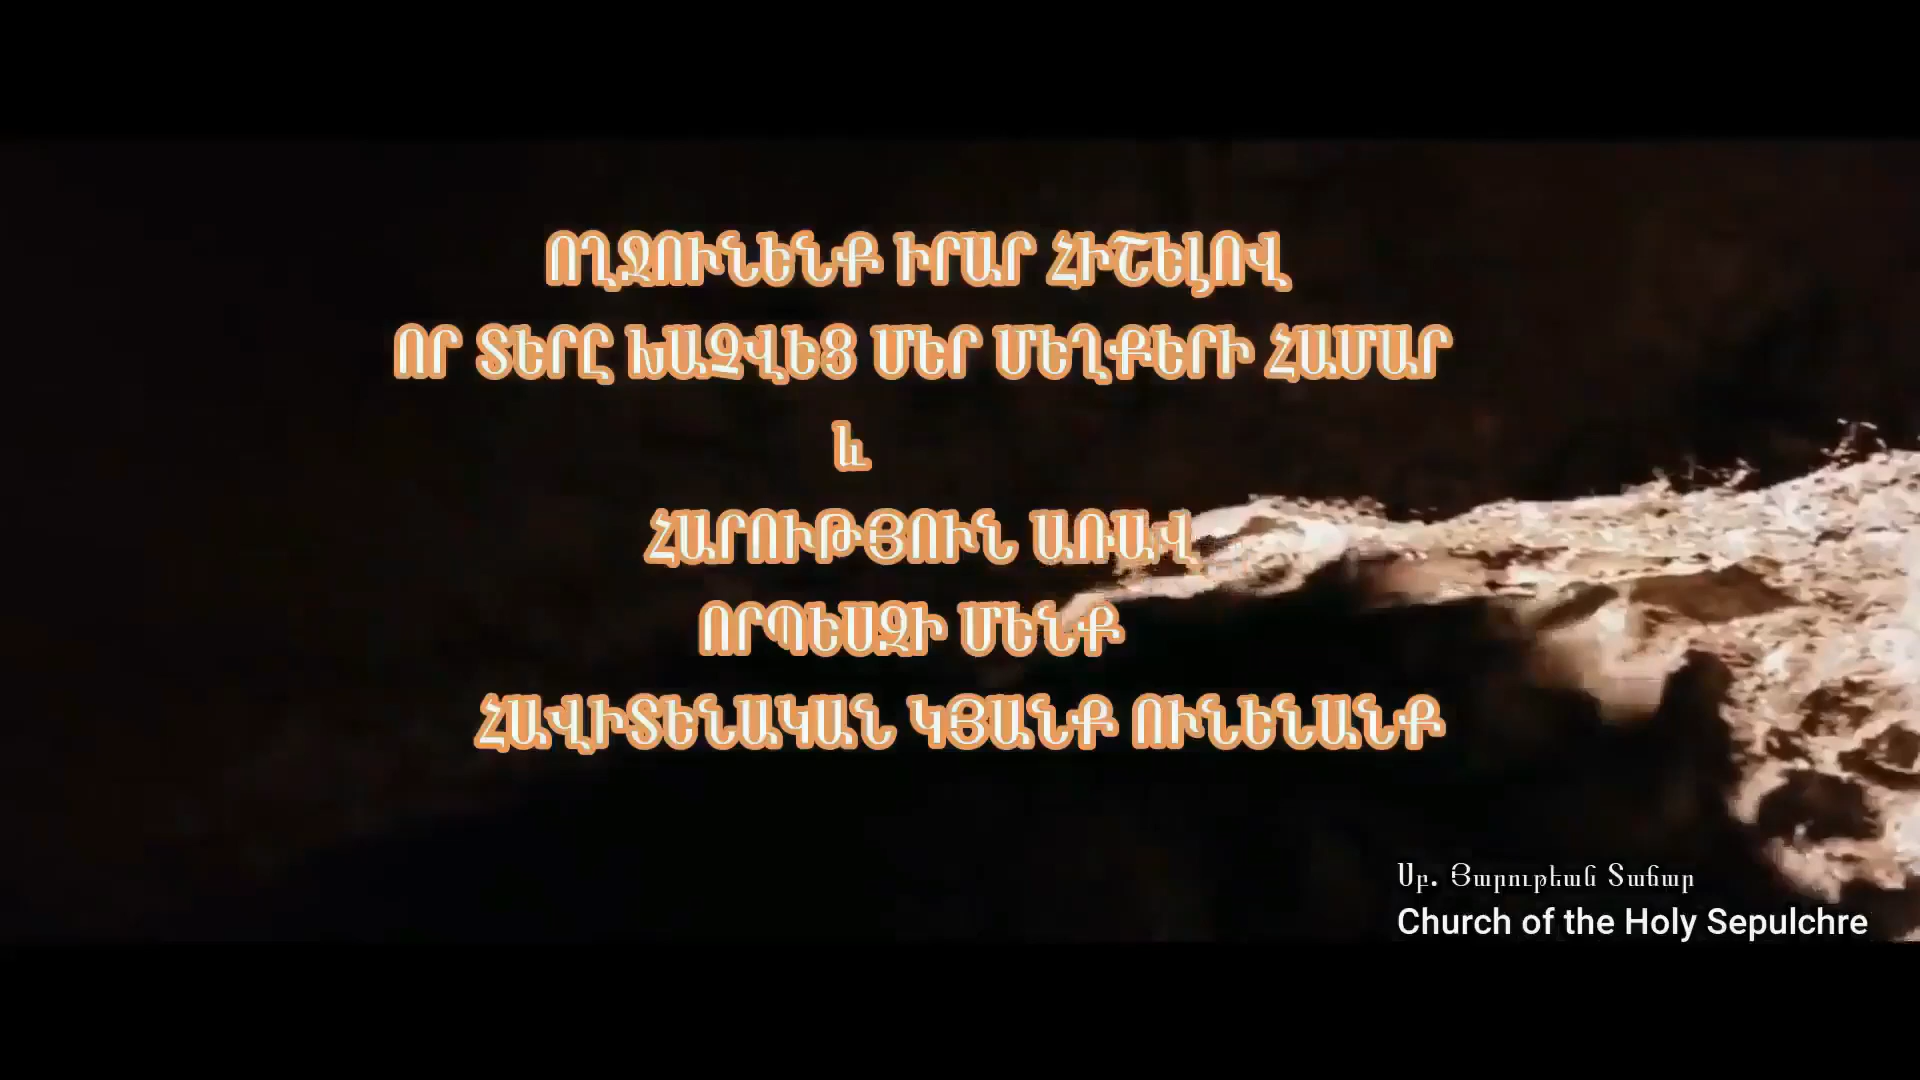 ՈՂՋՈՒՆԵՆՔ ԻՐԱՐ ՀԻՇԵԼՈՎ
ՈՐ ՏԵՐԸ ԽԱՉՎԵՑ ՄԵՐ ՄԵՂՔԵՐԻ ՀԱՄԱՐ
և
ՀԱՐՈՒԹՅՈՒՆ ԱՌԱՎ
ՈՐՊԵՍԶԻ ՄԵՆՔ
ՀԱՎԻՏԵՆԱԿԱՆ ԿՅԱՆՔ ՈՒՆԵՆԱՆՔ
Սբ. Յարութեան Տաճար
Church of the Holy Sepulchre